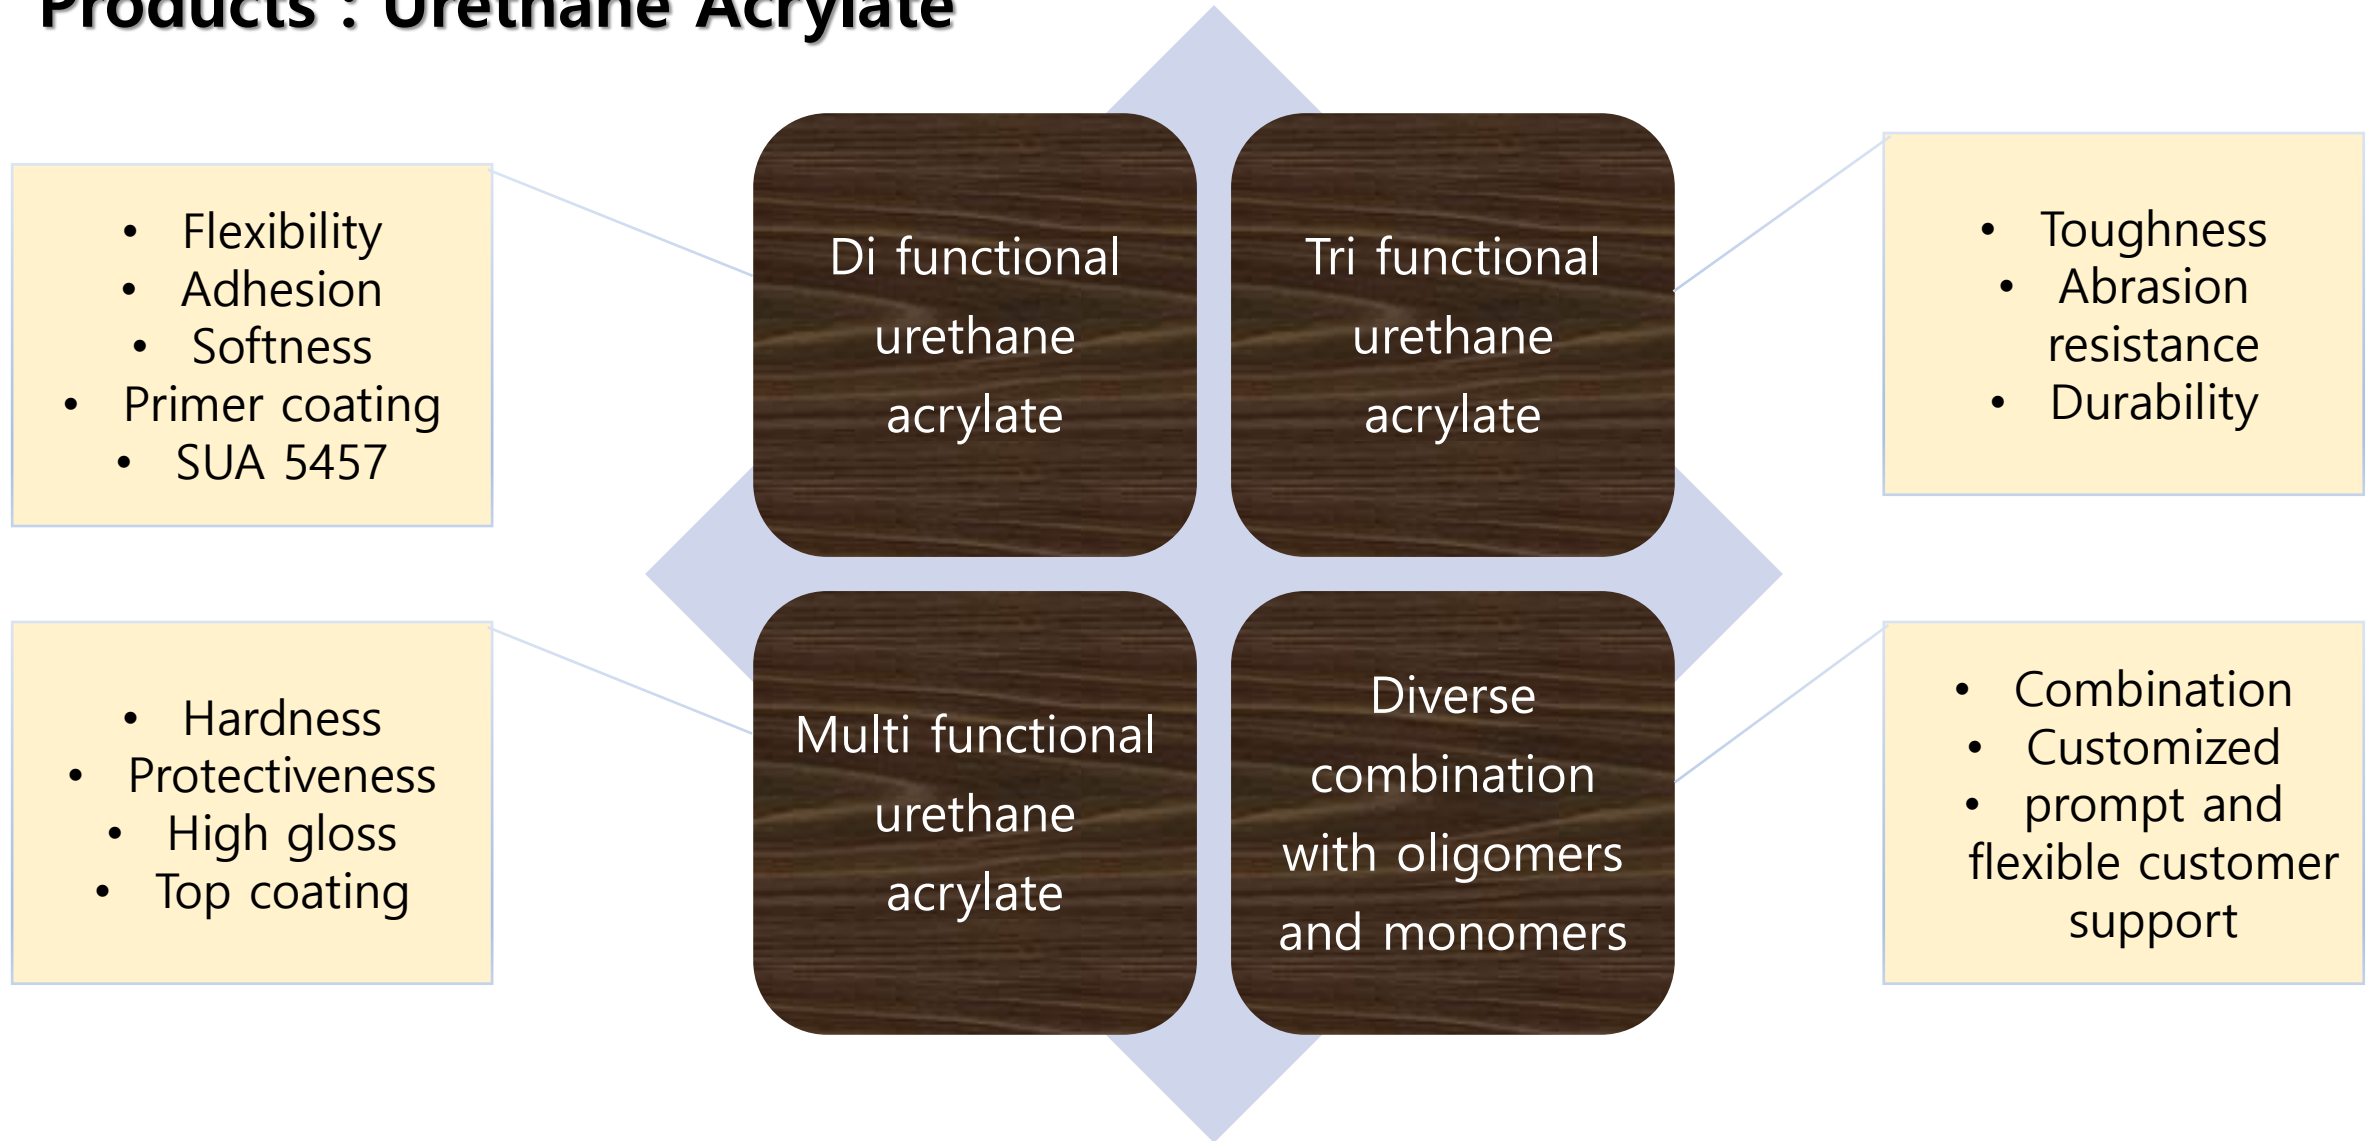 Products : Urethane Acrylate
• Flexibility
• Adhesion
• Softness
• Primer coating
• SUA 5457
Di functional
urethane
acrylate
Tri functional
urethane
acrylate
• Toughness
• Abrasion
resistance
• Durability
• Hardness
• Protectiveness
• High gloss
• Top coating
Multi functional
urethane
acrylate
Diverse
combination
with oligomers
and monomers
• Combination
• Customized
• prompt and
flexible customer
support